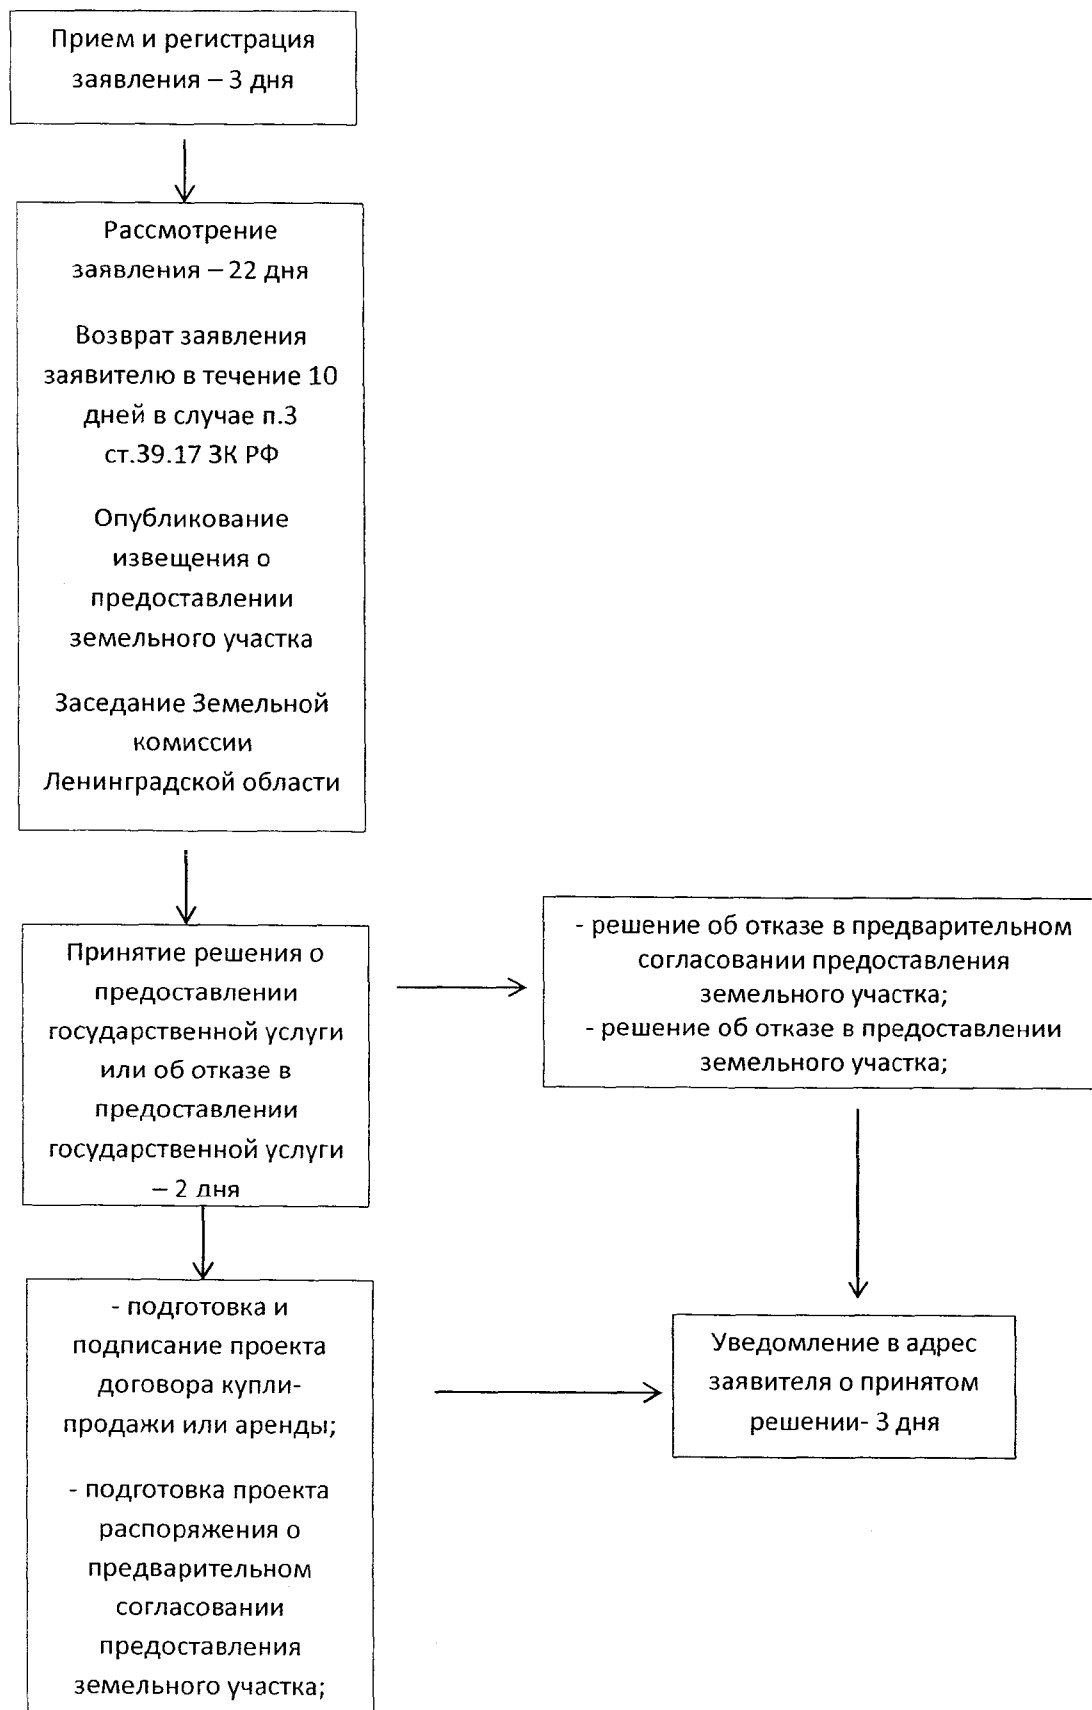 Прием и регистрация
заявления – 3 дня
Рассмотрение
заявления – 22 дня
Возврат заявления
заявителю в течение 10
дней в случае п.3
ст.39.17 ЗК РФ
Опубликование
извещения о
предоставлении
земельного участка
Заседание Земельной
комиссии
Ленинградской области
Принятие решения о
предоставлении
государственной услуги
или об отказе в
предоставлении
государственной услуги
– 2 дня
- решение об отказе в предварительном
согласовании предоставления
земельного участка;
- решение об отказе в предоставлении
земельного участка;
- подготовка и
подписание проекта
договора купли-
продажи или аренды;
- подготовка проекта
распоряжения о
предварительном
согласовании
предоставления
земельного участка;
Уведомление в адрес
заявителя о принятом
решении- 3 дня